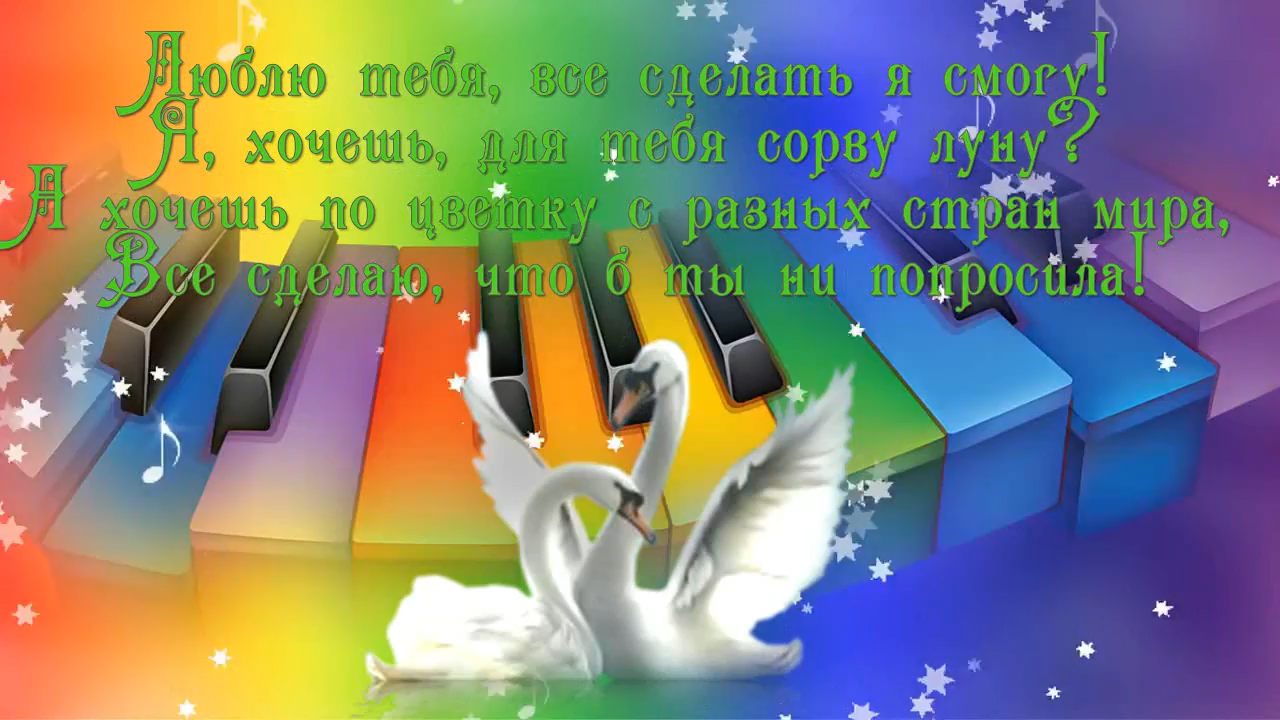 Люблю тебя, все сделать я смогу!
Я, хочешь, для тебя сорву луну?
А хочешь по цветку с разных стран мира,
Все сделаю, что б ты ни попросила!